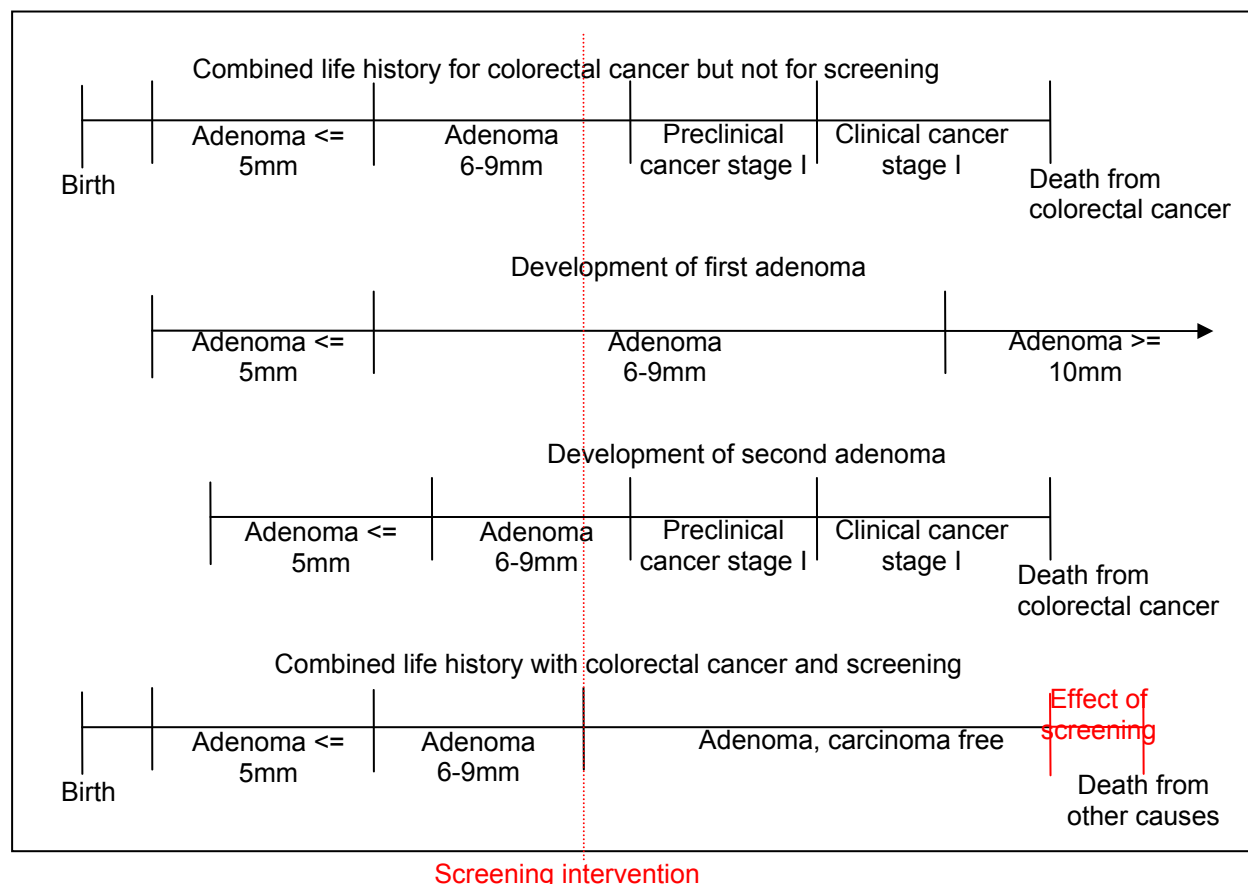 Combined life history for colorectal cancer but not for screening
Adenoma <=
5mm
Adenoma
6-9mm
Preclinical
cancer stage I
Clinical cancer
stage I
Birth
Death from
colorectal cancer
Development of first adenoma
Adenoma <=
5mm
Adenoma
6-9mm
Adenoma >=
10mm
Development of second adenoma
Adenoma <=
5mm
Adenoma
6-9mm
Preclinical
cancer stage I
Clinical cancer
stage I
Death from
colorectal cancer
Combined life history with colorectal cancer and screening
Adenoma <=
5mm
Adenoma
6-9mm
Adenoma, carcinoma free
Effect of
screening
Birth
Death from
other causes
Screening intervention